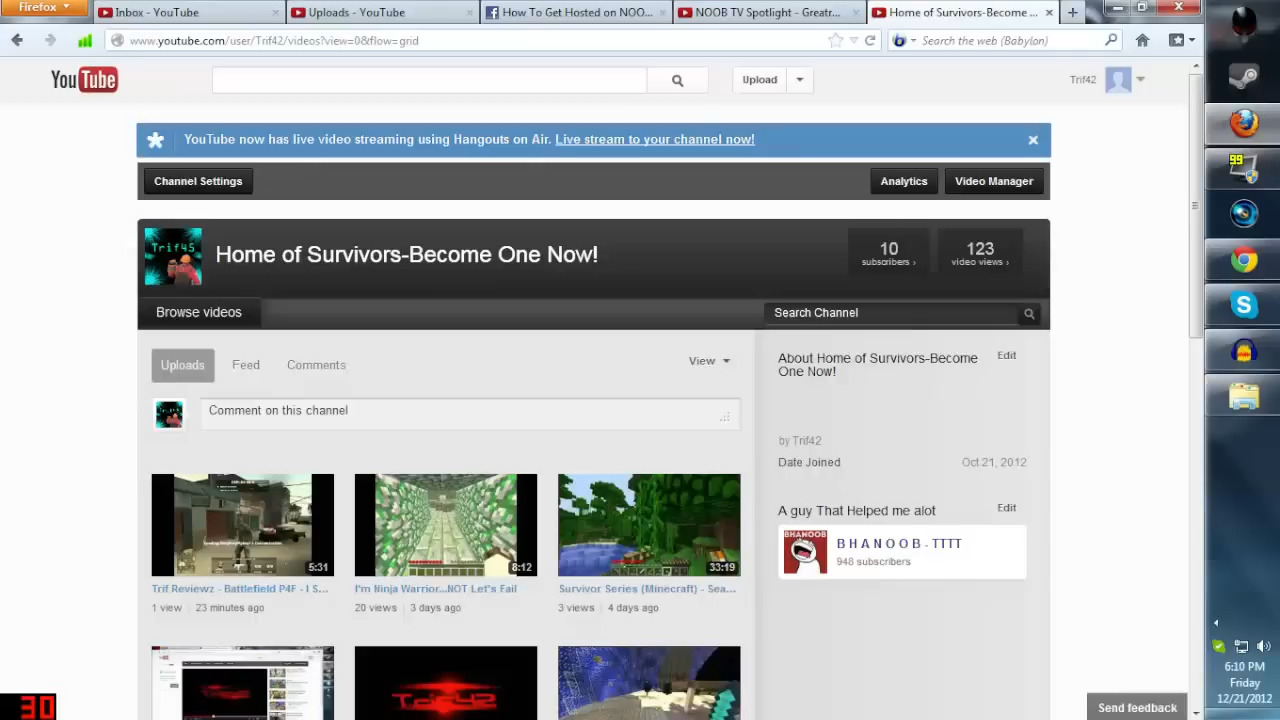 Firefox
Inbox - YouTube
Uploads - YouTube
How To Get Hosted on NOO...
NOOB TV Spotlight - Greatr...
Home of Survivors-Become ...
www.youtube.com/user/Trif42/videos?view=0&flow=grid
Search the web (Babylon)
YouTube
Upload
Trif42
YouTube now has live video streaming using Hangouts on Air. Live stream to your channel now!
Channel Settings
Analytics
Video Manager
Trif45
Home of Survivors-Become One Now!
10
subscribers ›
123
video views ›
Browse videos
Search Channel
Uploads
Feed
Comments
View
Comment on this channel
About Home of Survivors-Become
One Now!
Edit
by Trif42
Date Joined
Oct 21, 2012
A guy That Helped me alot
Edit
BHANOOB
B H A N O O B - TTTT
948 subscribers
5:31
8:12
33:19
Trif Reviewz - Battlefield P4F - I S...
I'm Ninja Warrior...NOT Let's Fail
Survivor Series (Minecraft) - Sea...
1 view
23 minutes ago
20 views
3 days ago
3 views
4 days ago
99
6:10 PM
Friday
12/21/2012
30
Send feedback